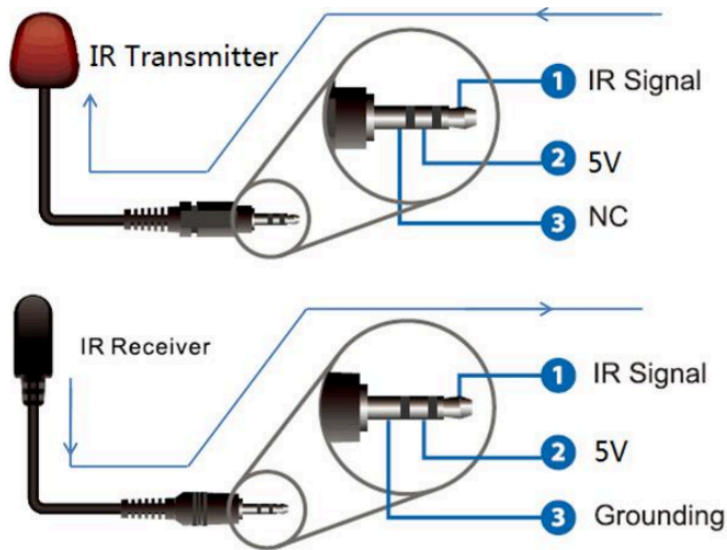 IR Transmitter
1 IR Signal
2 5V
3 NC
IR Receiver
1 IR Signal
2 5V
3 Grounding